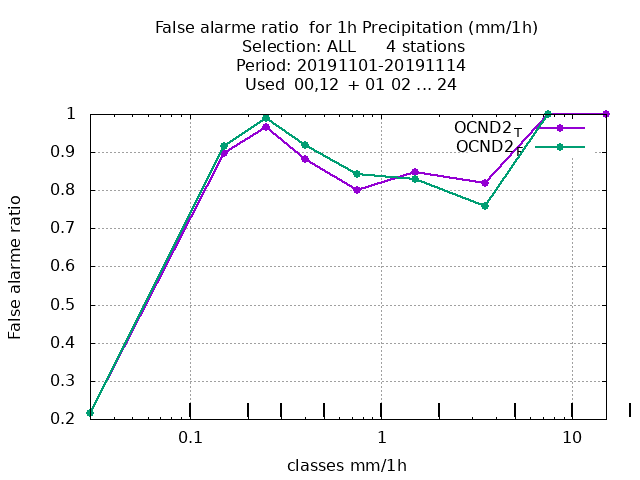 False alarme ratio  for 1h Precipitation (mm/1h)
Selection: ALL      4 stations
Period: 20191101-20191114
Used  00,12  + 01 02 ... 24
OCND2_T
OCND2_F
1
0.9
0.8
0.7
0.6
0.5
0.4
0.3
0.2
False alarme ratio
0.1
1
10
classes mm/1h